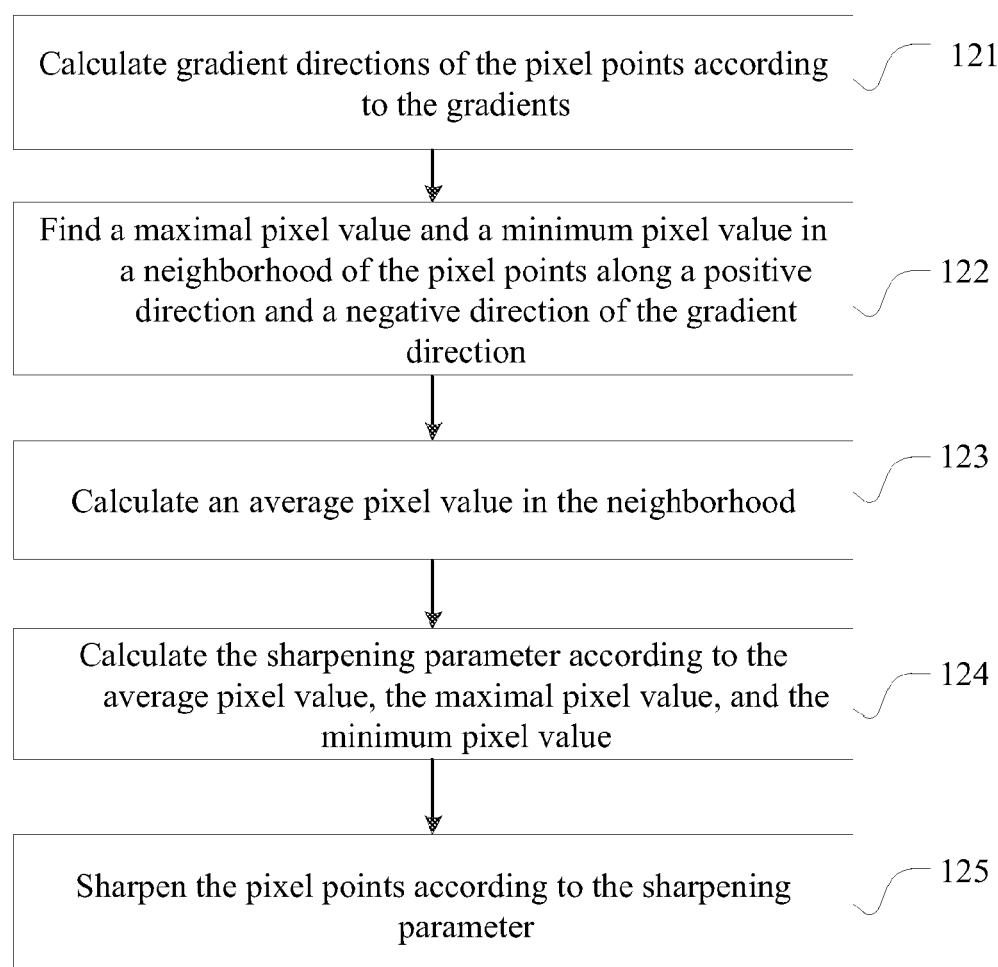 Calculate gradient directions of the pixel points according
to the gradients
121
Find a maximal pixel value and a minimum pixel value in
a neighborhood of the pixel points along a positive
direction and a negative direction of the gradient
direction
122
Calculate an average pixel value in the neighborhood
123
Calculate the sharpening parameter according to the
average pixel value, the maximal pixel value, and the
minimum pixel value
124
Sharpen the pixel points according to the sharpening
parameter
125